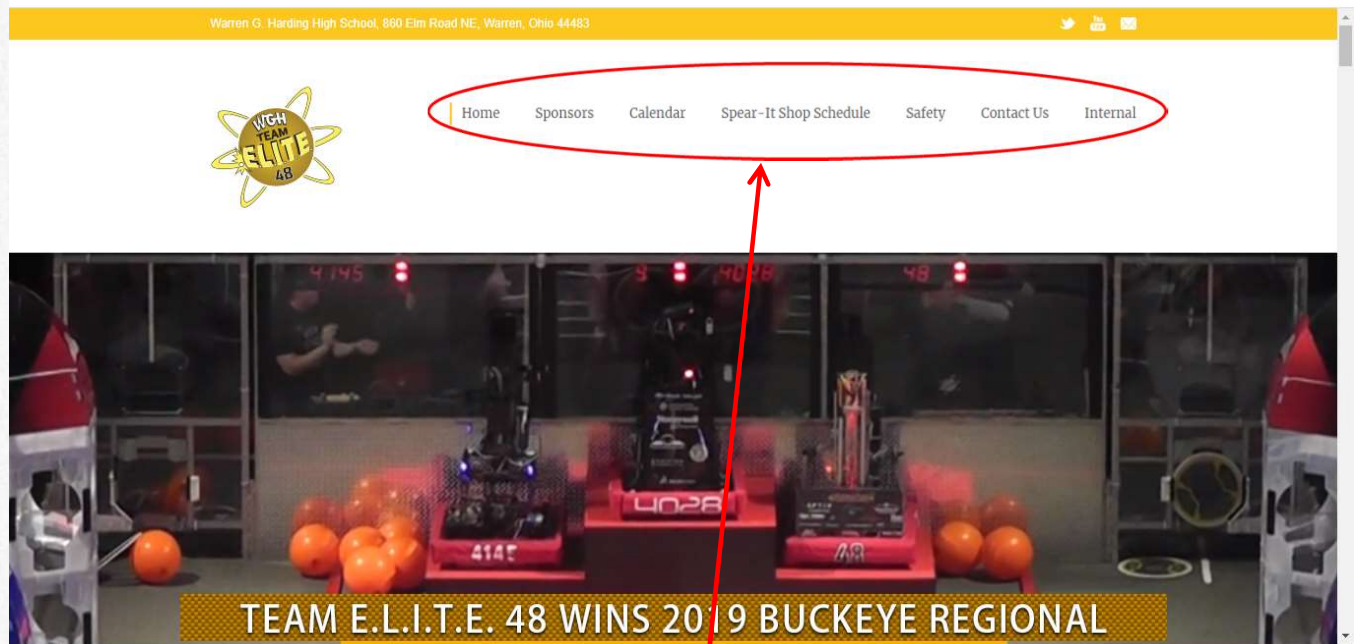 Warren G. Harding High School, 860 Elm Road NE, Warren, Ohio 44483
You
WGH
TEAM
ELITE
48
Home Sponsors Calendar Spear-It Shop Schedule Safety Contact Us Internal
4145 9 4028 48
4028
4145
48
TEAM E.L.I.T.E. 48 WINS 2019 BUCKEYE REGIONAL